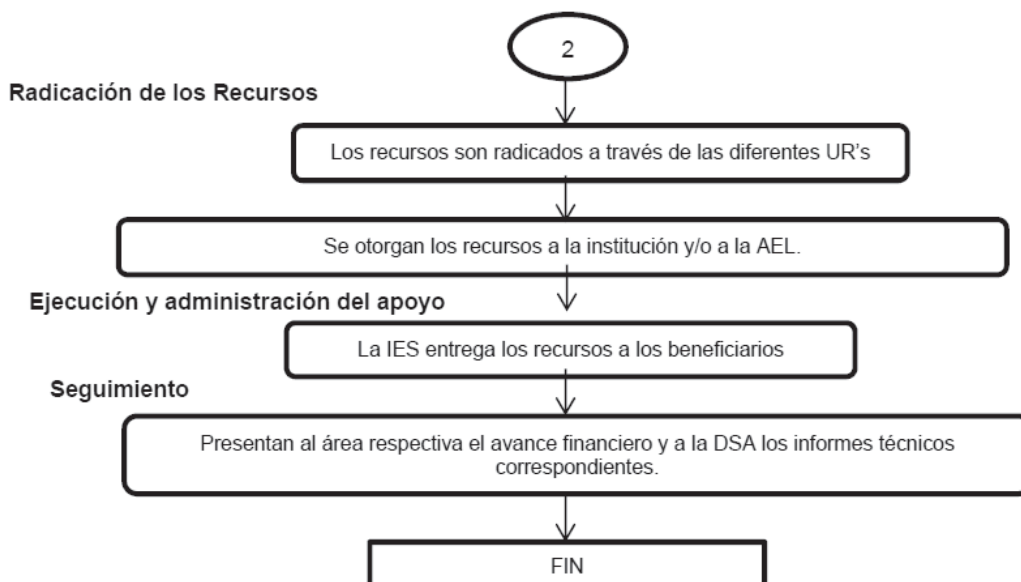 2
Radicación de los Recursos
Los recursos son radicados a través de las diferentes UR's
Se otorgan los recursos a la institución y/o a la AEL.
Ejecución y administración del apoyo
La IES entrega los recursos a los beneficiarios
Seguimiento
Presentan al área respectiva el avance financiero y a la DSA los informes técnicos
correspondientes.
FIN